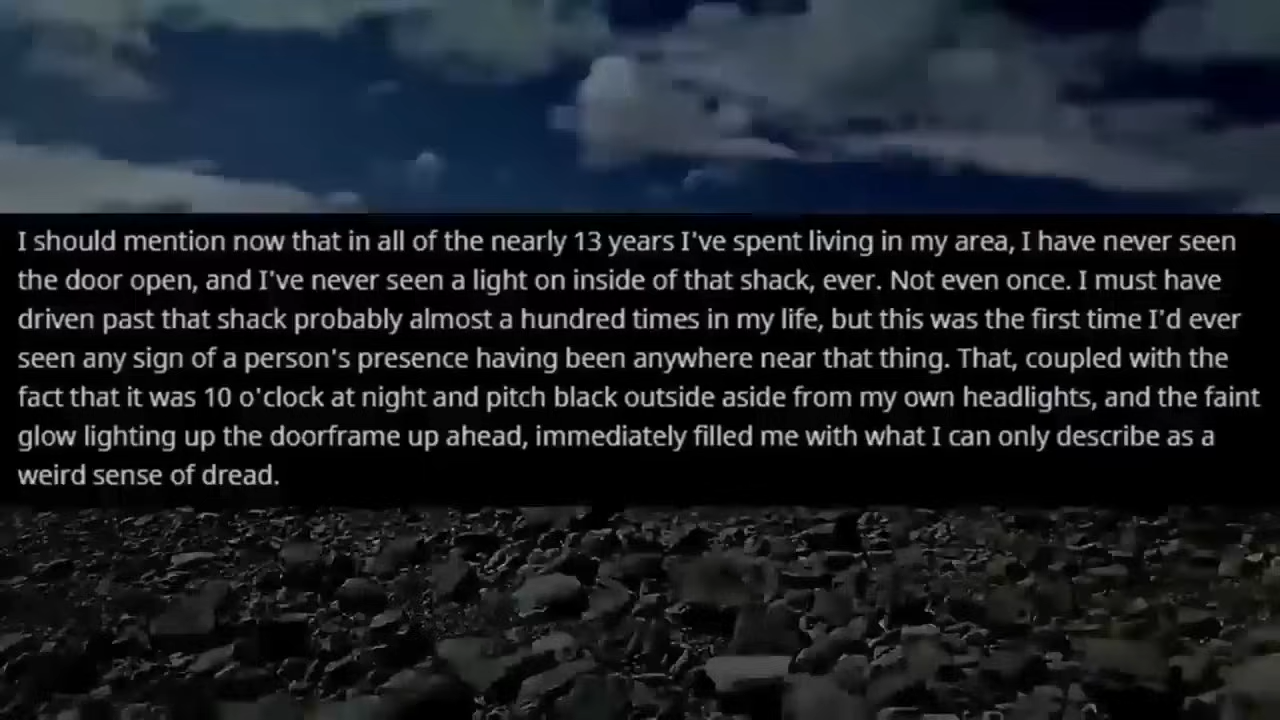 I should mention now that in all of the nearly 13 years I've spent living in my area, I have never seen
the door open, and I've never seen a light on inside of that shack, ever. Not even once. I must have
driven past that shack probably almost a hundred times in my life, but this was the first time I'd ever
seen any sign of a person's presence having been anywhere near that thing. That, coupled with the
fact that it was 10 o'clock at night and pitch black outside aside from my own headlights, and the faint
glow lighting up the doorframe up ahead, immediately filled me with what I can only describe as a
weird sense of dread.